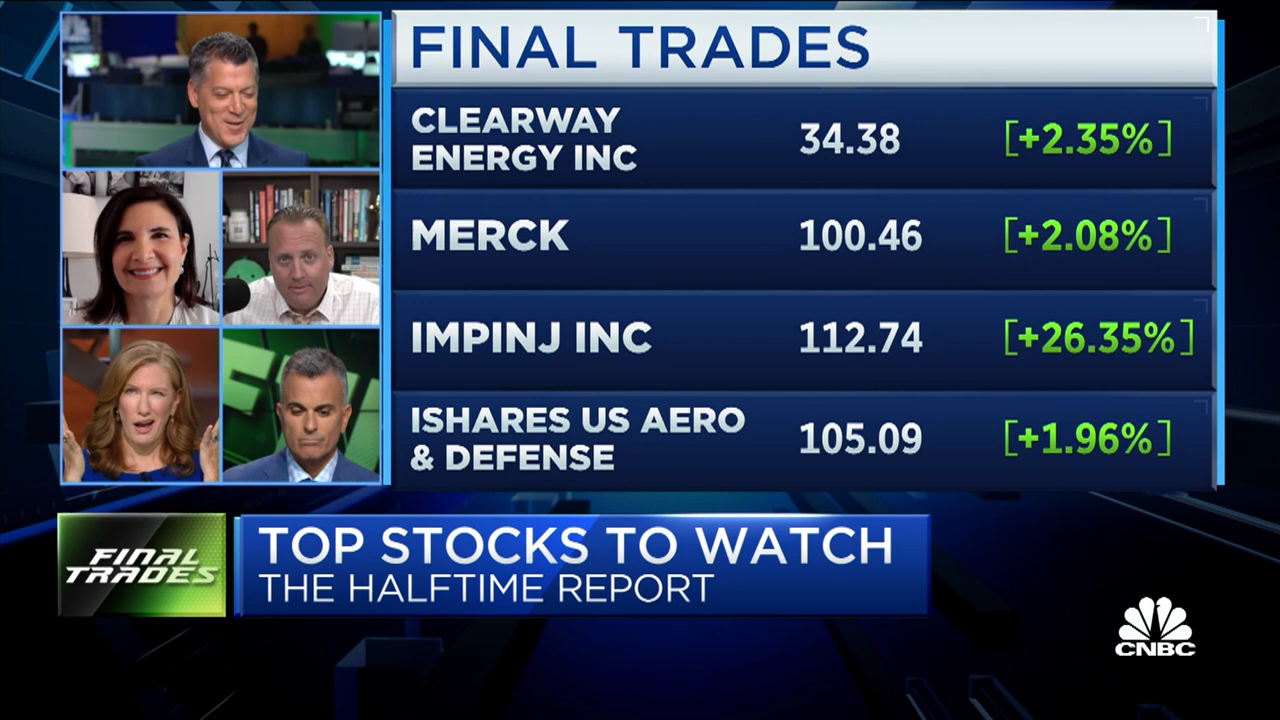 FINAL TRADES
CLEARWAY
ENERGY INC
34.38
[+2.35%]
MERCK
100.46
[+2.08%]
IMPINJ INC
112.74
[+26.35%]
ISHARES US AERO
& DEFENSE
105.09
[+1.96%]
FINAL
TRADES
TOP STOCKS TO WATCH
THE HALFTIME REPORT
CNBC